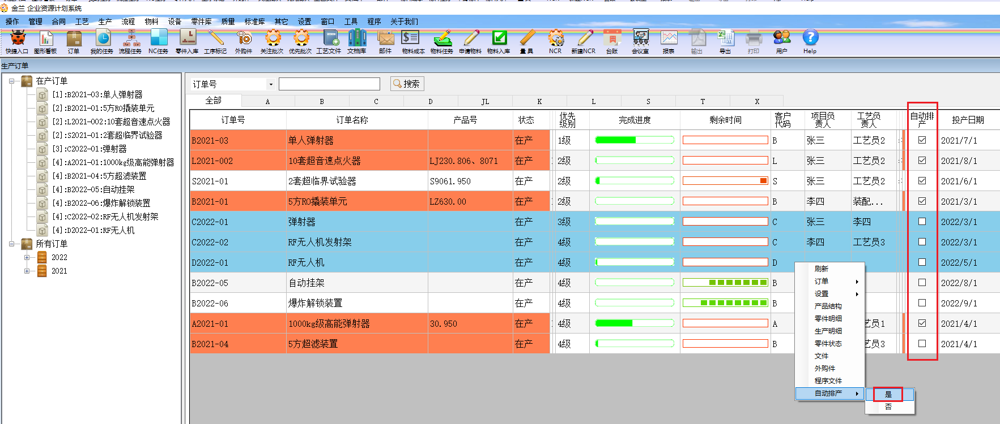 金兰 企业资源计划系统
操作 管理 合同 工艺 生产 流程 物料 设备 零件库 质量 标准库 其它 设置 窗口 工具 程序 关于我们
快捷入口 图形看板 订单 我的任务 流程任务 NC任务 零件入库 工序标记 外购件 关注批次 优先批次 工艺文件 文档库 邮件 物料成本 物料任务 申请物料 物料入库 量 具 NCR 新建NCR 台账 会议室 报表 输出 导出 打印 用户 Help
生产订单
在产订单
[1]:B2021-03:单人弹射器
[2]:B2021-01:5方RO撬装单元
[2]:L2021-002:10套超音速点火器
[2]:S2021-01:2套超临界试验器
[3]:C2022-01:弹射器
[4]:A2021-01:1000kg级高能弹射器
[4]:B2021-04:5方超滤装置
[4]:B2022-05:自动挂架
[4]:B2022-06:爆炸解锁装置
[4]:C2022-02:RF无人机发射架
[4]:D2022-01:RF无人机
所有订单
2022
2021
订单号 搜索
全部 A B C D JL K L S T X
订单号 订单名称 产品号 状态 优先级别 完成进度 剩余时间 客户代码 项目负责人 工艺负责人 自动排产 投产日期
B2021-03 单人弹射器 在产 1级 B 张三 工艺员2 2021/7/1
L2021-002 10套超音速点火器 LJ230.806、8071 在产 2级 L 张三 工艺员2 2021/8/1
S2021-01 2套超临界试验器 S9061.950 在产 2级 S 张三 工艺员2 2021/6/1
B2021-01 5方RO撬装单元 LZ630.00 在产 2级 B 李四 装配... 2021/3/1
C2022-01 弹射器 在产 3级 C 张三 李四 2022/3/1
C2022-02 RF无人机发射架 在产 4级 C 李四 工艺员3 2022/3/1
D2022-01 RF无人机 在产 4级 D 2022/5/1
B2022-05 自动挂架 在产 4级 B 2022/8/1
B2022-06 爆炸解锁装置 在产 4级 B 2022/9/1
A2021-01 1000kg级高能弹射器 30.950 在产 4级 A 艺员1 2021/4/1
B2021-04 5方超滤装置 在产 4级 B 艺员3 2021/4/1
刷新
订单
设置
产品结构
零件明细
生产明细
零件状态
文件
外购件
程序文件
自动排产
是
否